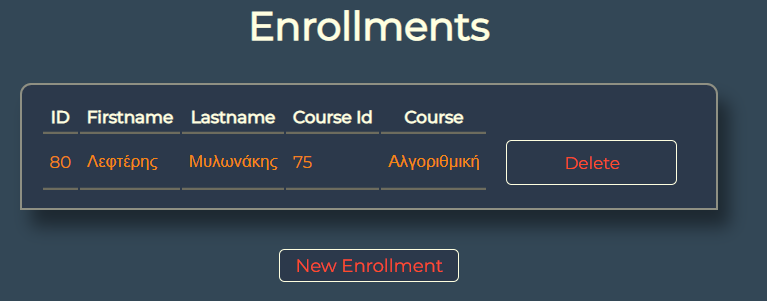 Enrollments
ID Firstname Lastname Course Id Course
80 Λεφτέρης Μυλωνάκης 75 Αλγοριθμική Delete
New Enrollment